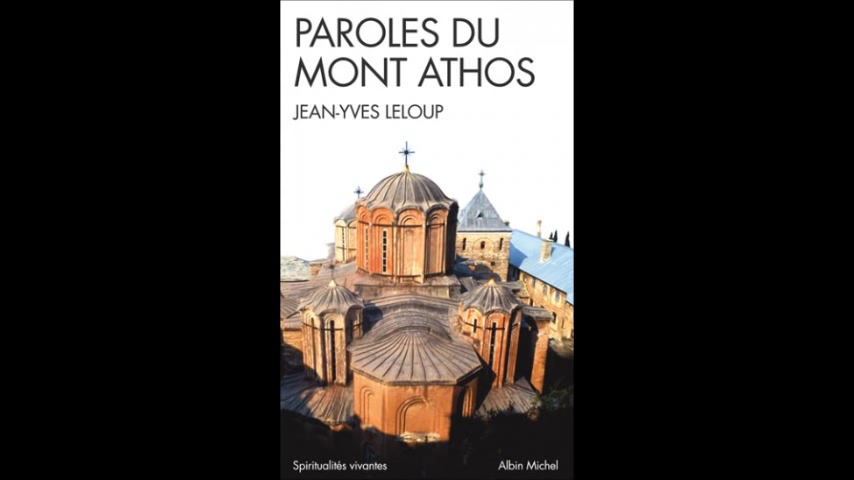 PAROLES DU
MONT ATHOS
JEAN-YVES LELOUP
Spiritualités vivantes
Albin Michel